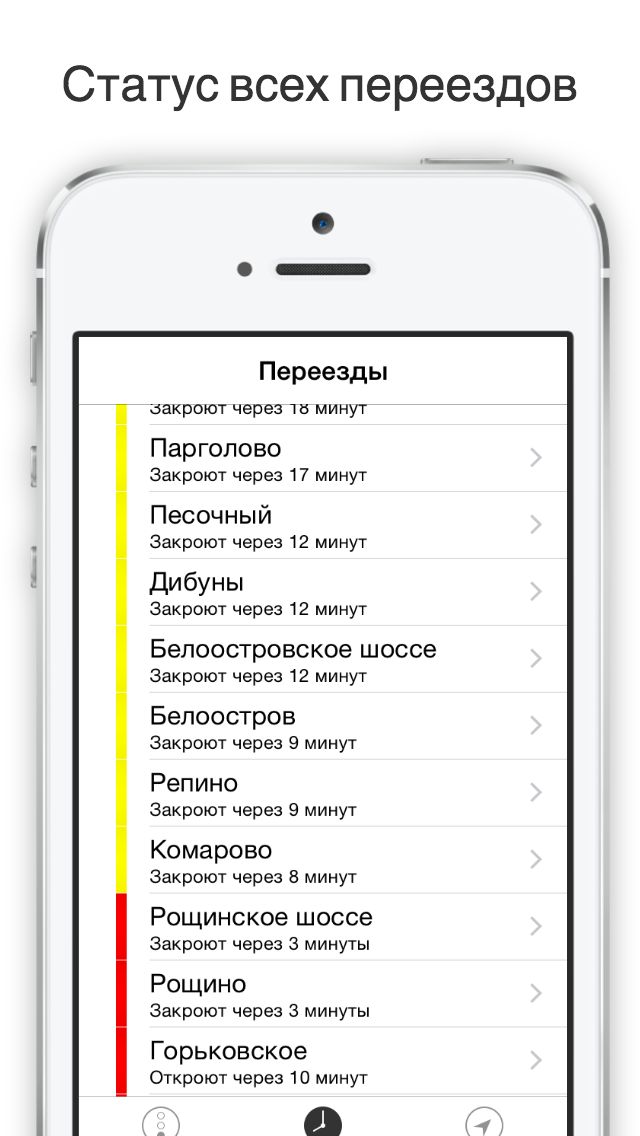 Статус всех переездов
Переезды
Закроют через 18 минут
Парголово
Закроют через 17 минут
Песочный
Закроют через 12 минут
Дибуны
Закроют через 12 минут
Белоостровское шоссе
Закроют через 12 минут
Белоостров
Закроют через 9 минут
Репино
Закроют через 9 минут
Комарово
Закроют через 8 минут
Рощинское шоссе
Закроют через 3 минуты
Рощино
Закроют через 3 минуты
Горьковское
Откроют через 10 минут